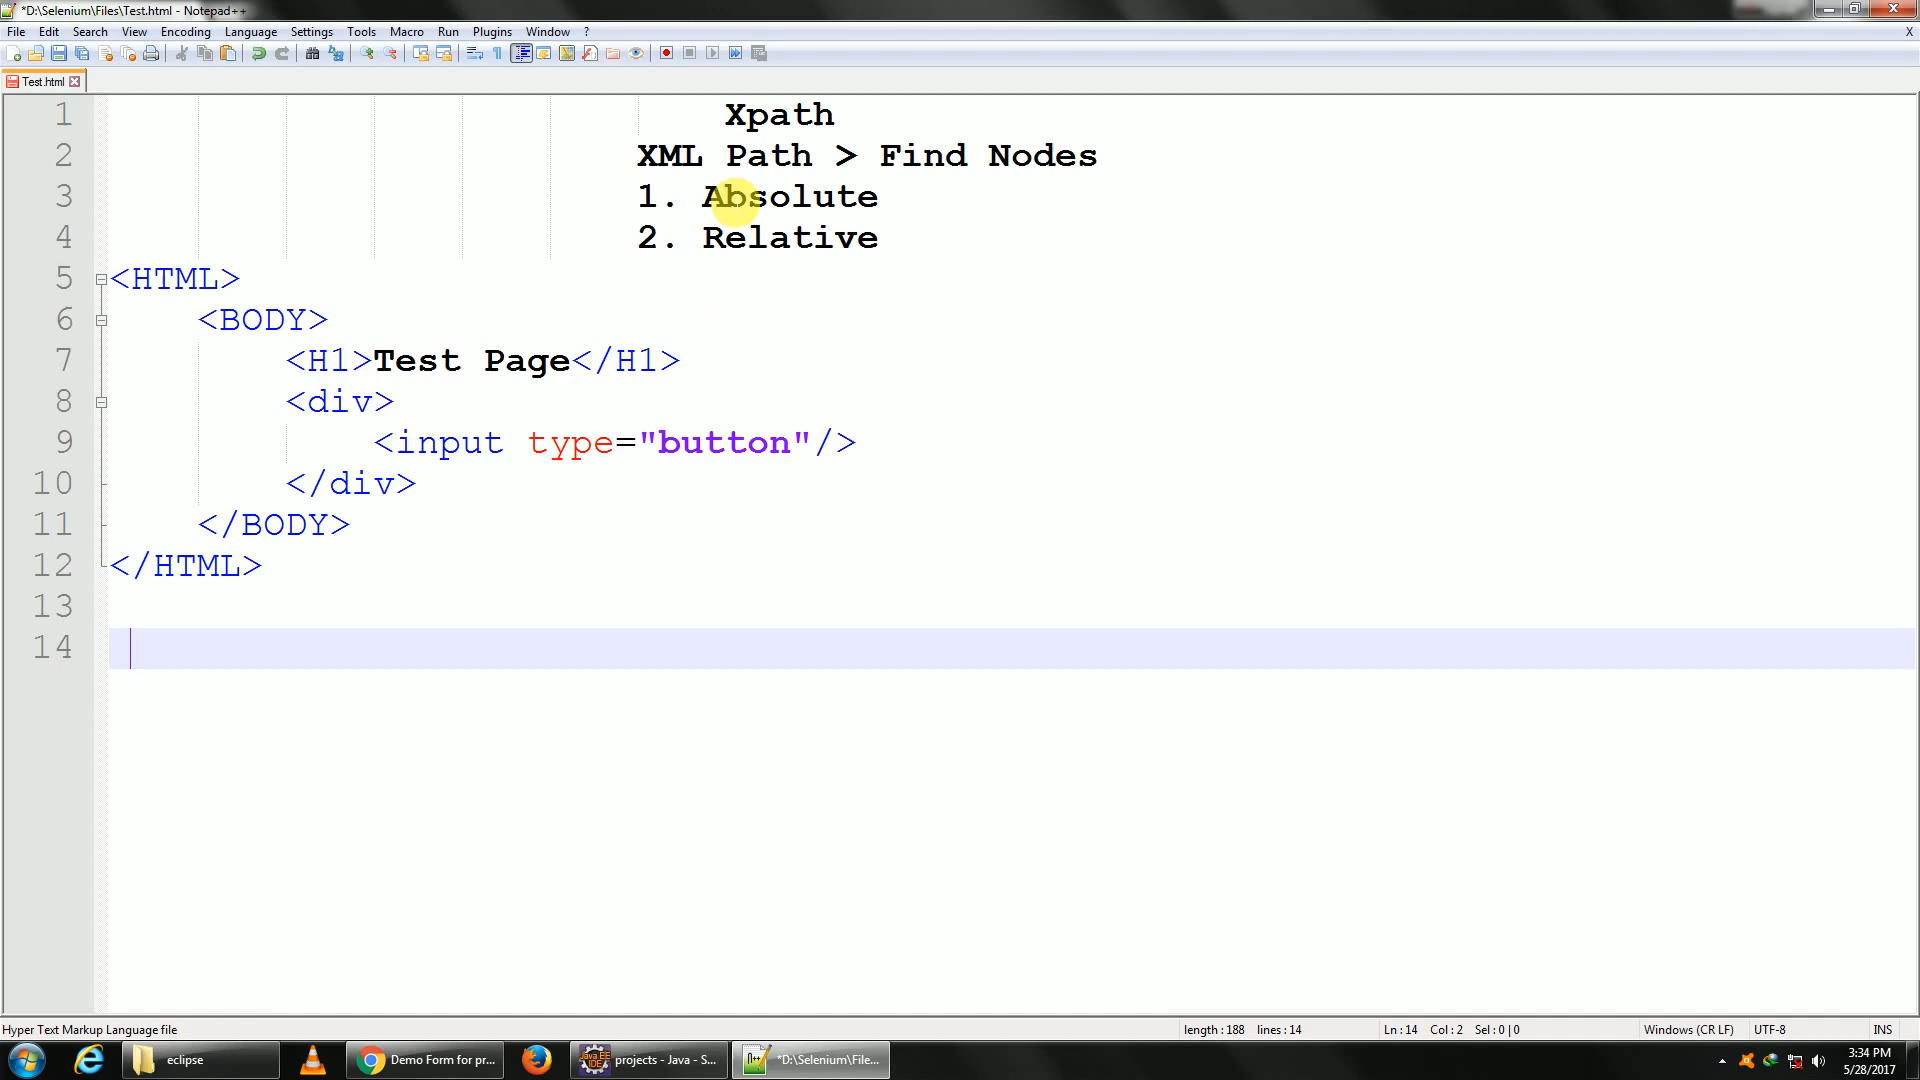 *D:\Selenium\Files\Test.html - Notepad++
File Edit Search View Encoding Language Settings Tools Macro Run Plugins Window ? X
Test.html
1 Xpath
2 XML Path > Find Nodes
3 1. Absolute
4 2. Relative
5 <HTML>
6 <BODY>
7 <H1>Test Page</H1>
8 <div>
9 <input type="button"/>
10 </div>
11 </BODY>
12 </HTML>
13
14
Hyper Text Markup Language file length : 188 lines : 14 Ln : 14 Col : 2 Sel : 0 | 0 Windows (CR LF) UTF-8 INS
eclipse Demo Form for pr... projects - Java - S... *D:\Selenium\File... 3:34 PM
5/28/2017